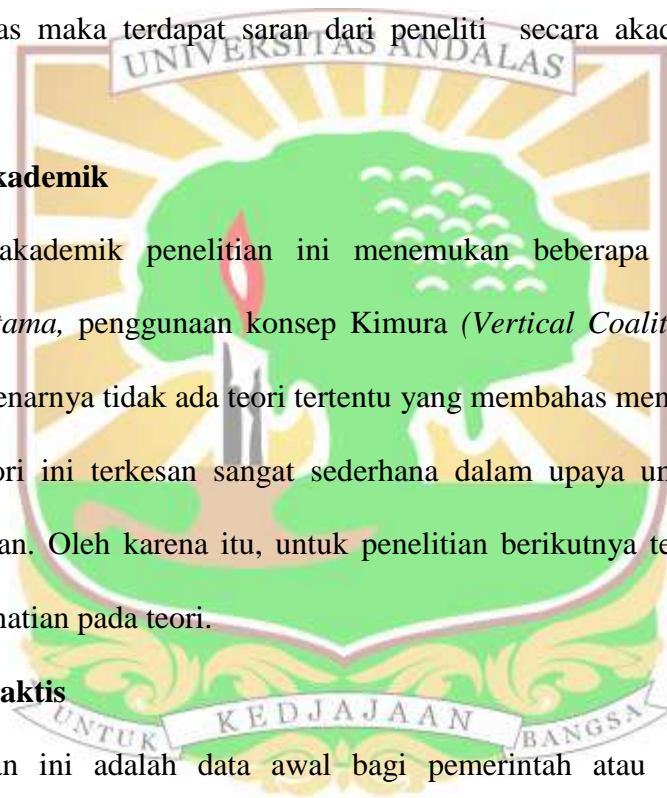 as maka terdapat saran dari peneliti secara akad
UNIVERSITAS ANDALAS
kademik
akademik penelitian ini menemukan beberapa
tama, penggunaan konsep Kimura (Vertical Coalit
enarnya tidak ada teori tertentu yang membahas men
ori ini terkesan sangat sederhana dalam upaya un
an. Oleh karena itu, untuk penelitian berikutnya te
hatian pada teori.
aktis
UNTUK KEDJAJAAN BANGSA
an ini adalah data awal bagi pemerintah atau